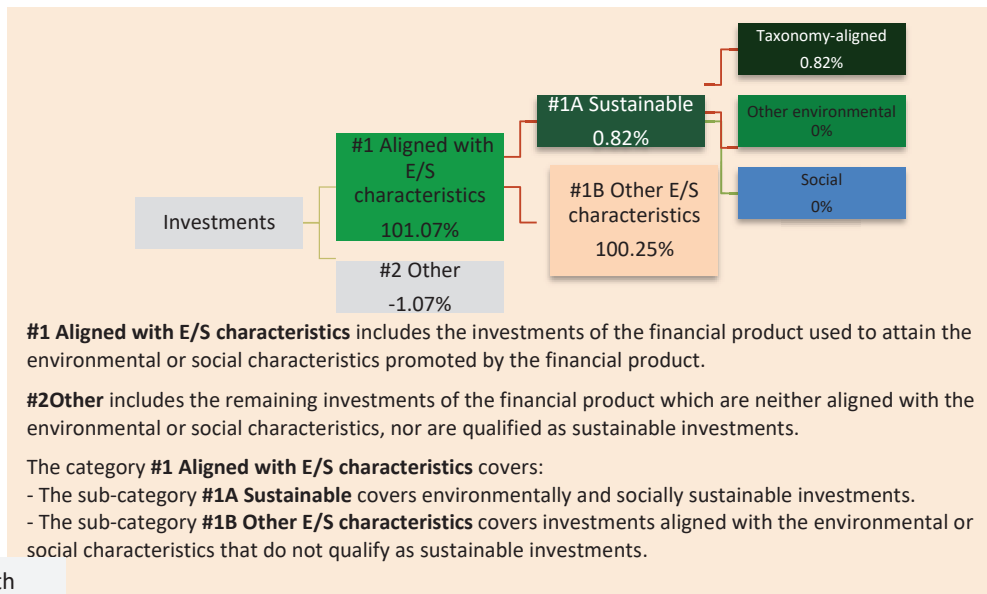 Taxonomy-aligned
0.82%
#1A Sustainable
0.82%
Other environmental
0%
#1 Aligned with
E/S
characteristics
101.07%
#1B Other E/S
characteristics
100.25%
Social
0%
Investments
#2 Other
-1.07%
#1 Aligned with E/S characteristics includes the investments of the financial product used to attain the
environmental or social characteristics promoted by the financial product.
#2Other includes the remaining investments of the financial product which are neither aligned with the
environmental or social characteristics, nor are qualified as sustainable investments.
The category #1 Aligned with E/S characteristics covers:
- The sub-category #1A Sustainable covers environmentally and socially sustainable investments.
- The sub-category #1B Other E/S characteristics covers investments aligned with the environmental or
social characteristics that do not qualify as sustainable investments.